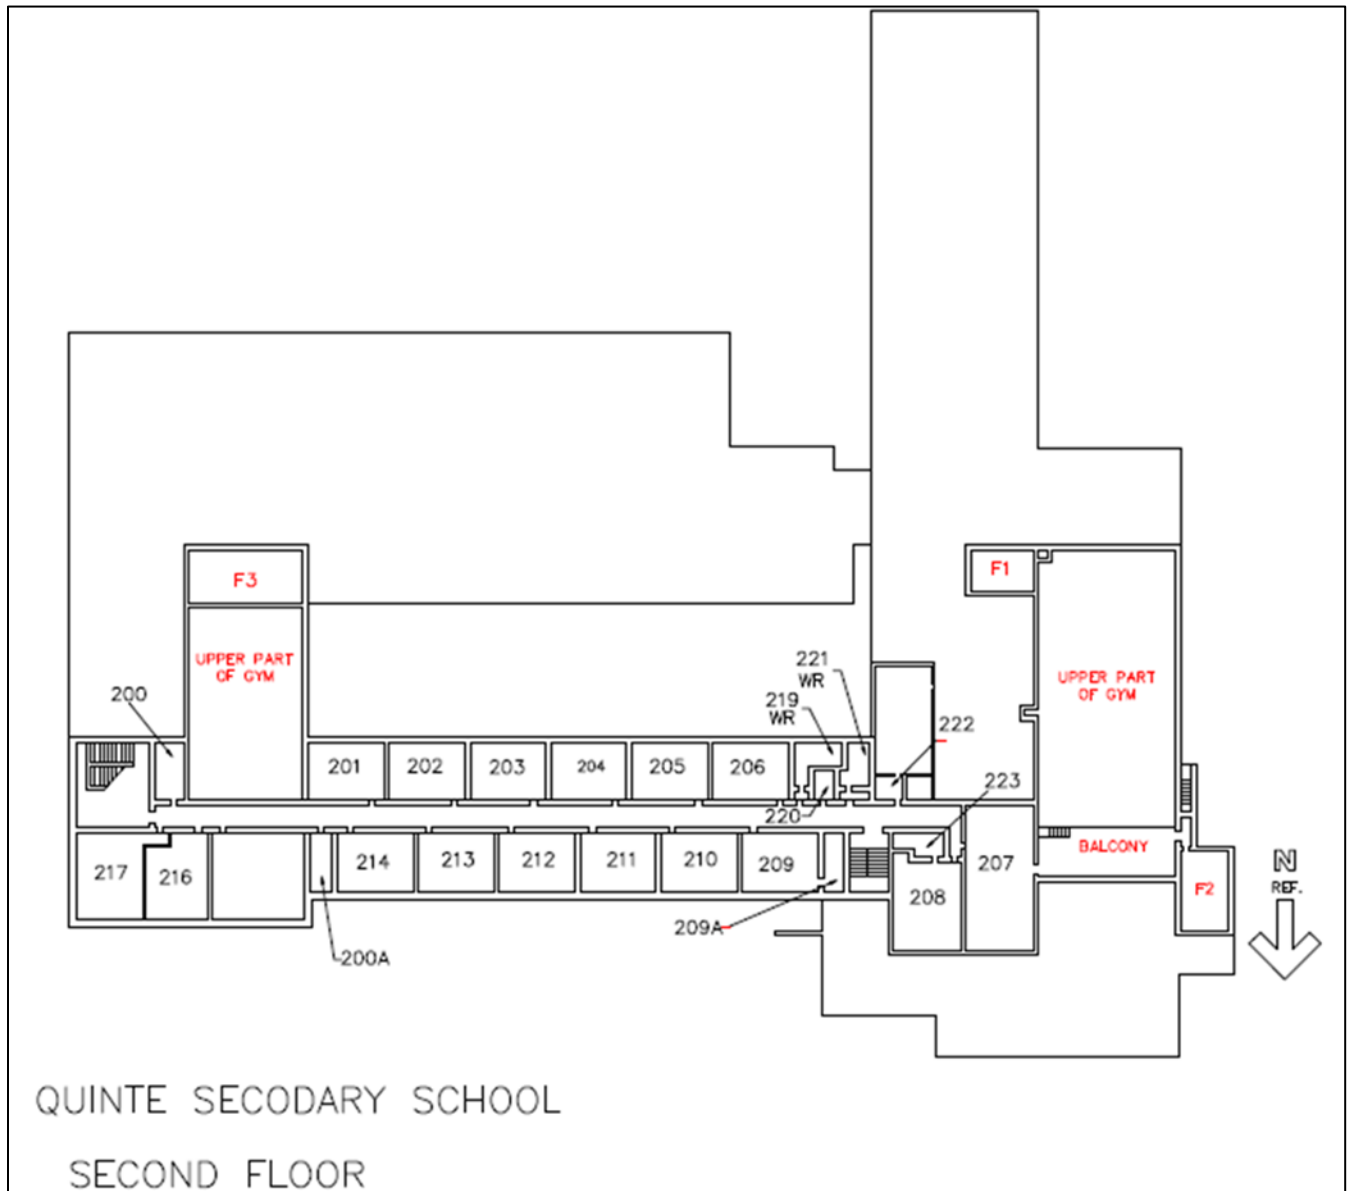 F3
F1
UPPER PART
OF GYM
UPPER PART
OF GYM
221
WR
219
WR
200
222
223
201
202
203
204
205
206
220
217
216
214
213
212
211
210
209
208
207
BALCONY
F2
N
REF.
209A
200A
QUINTE SECODARY SCHOOL
SECOND FLOOR